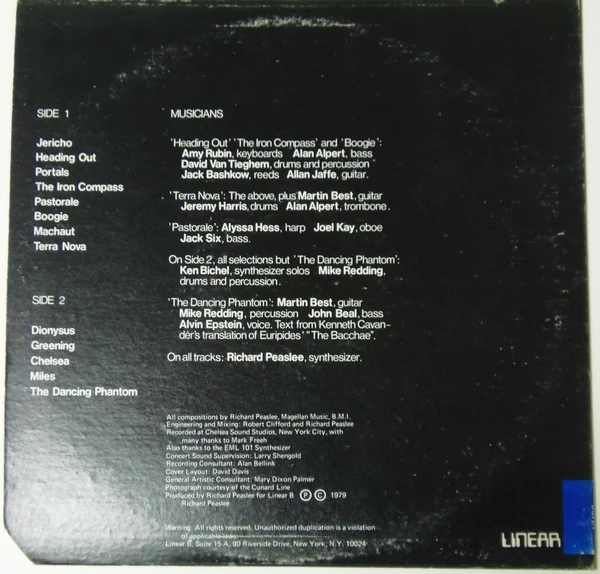 SIDE 1
Jericho
Heading Out
Portals
The Iron Compass
Pastorale
Boogie
Machaut
Terra Nova
SIDE 2
Dionysus
Greening
Chelsea
Miles
The Dancing Phantom
MUSICIANS
'Heading Out' 'The Iron Compass' and 'Boogie':
Amy Rubin, keyboards Alan Alpert, bass
David Van Tieghem, drums and percussion
Jack Bashkow, reeds Allan Jaffe, guitar.
'Terra Nova': The above, plus Martin Best, guitar
Jeremy Harris, drums Alan Alpert, trombone.
'Pastorale': Alyssa Hess, harp Joel Kay, oboe
Jack Six, bass.
On Side 2, all selections but 'The Dancing Phantom':
Ken Bichel, synthesizer solos Mike Redding,
drums and percussion.
'The Dancing Phantom': Martin Best, guitar
Mike Redding, percussion John Beal, bass
Alvin Epstein, voice. Text from Kenneth Cavan-
der's translation of Euripides' "The Bacchae".
On all tracks: Richard Peaslee, synthesizer.
All compositions by Richard Peaslee, Magellan Music, B.M.I.
Engineering and Mixing: Robert Clifford and Richard Peaslee
Recorded at Chelsea Sound Studios, New York City, with
many thanks to Mark Freeh
Also thanks to the EML 101 Synthesizer
Concert Sound Supervision: Larry Shengold
Recording Consultant: Alan Bellink
Cover Layout: David Davis
General Artistic Consultant: Mary Dixon Palmer
Photograph courtesy of the Cunard Line
Produced by Richard Peaslee for Linear B Ⓟ Ⓒ 1979
Richard Peaslee
Warning: All rights reserved. Unauthorized duplication is a violation
of applicable laws.
Linear B, Suite 15 A, 90 Riverside Drive, New York, N.Y. 10024
LINEAR